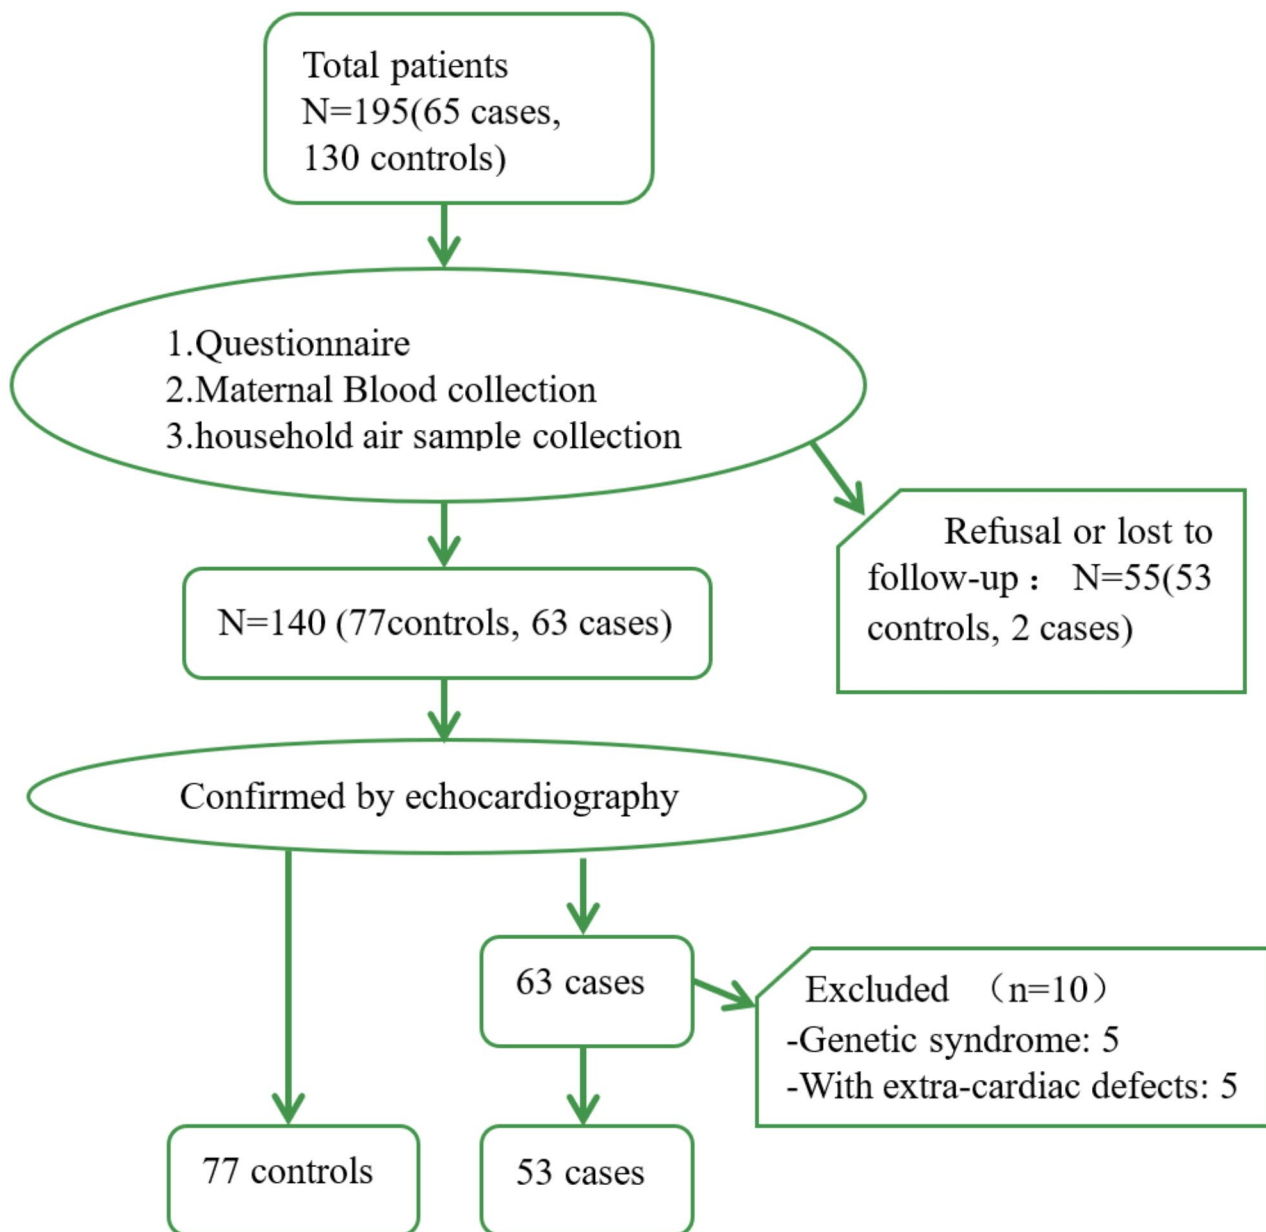 Total patients
N=195(65 cases,
130 controls)
1.Questionnaire
2.Maternal Blood collection
3.household air sample collection
Refusal or lost to
follow-up： N=55(53
controls, 2 cases)
N=140 (77controls, 63 cases)
Confirmed by echocardiography
63 cases
Excluded （n=10）
-Genetic syndrome: 5
-With extra-cardiac defects: 5
77 controls
53 cases